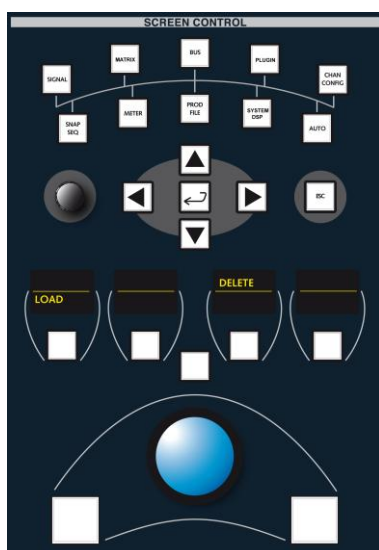 SCREEN CONTROL
SIGNAL
MATRIX
BUS
PLUGIN
CHAN
CONFIG
SNAP
SEQ
METER
PROD
FILE
SYSTEM
DSP
AUTO
ESC
LOAD
DELETE